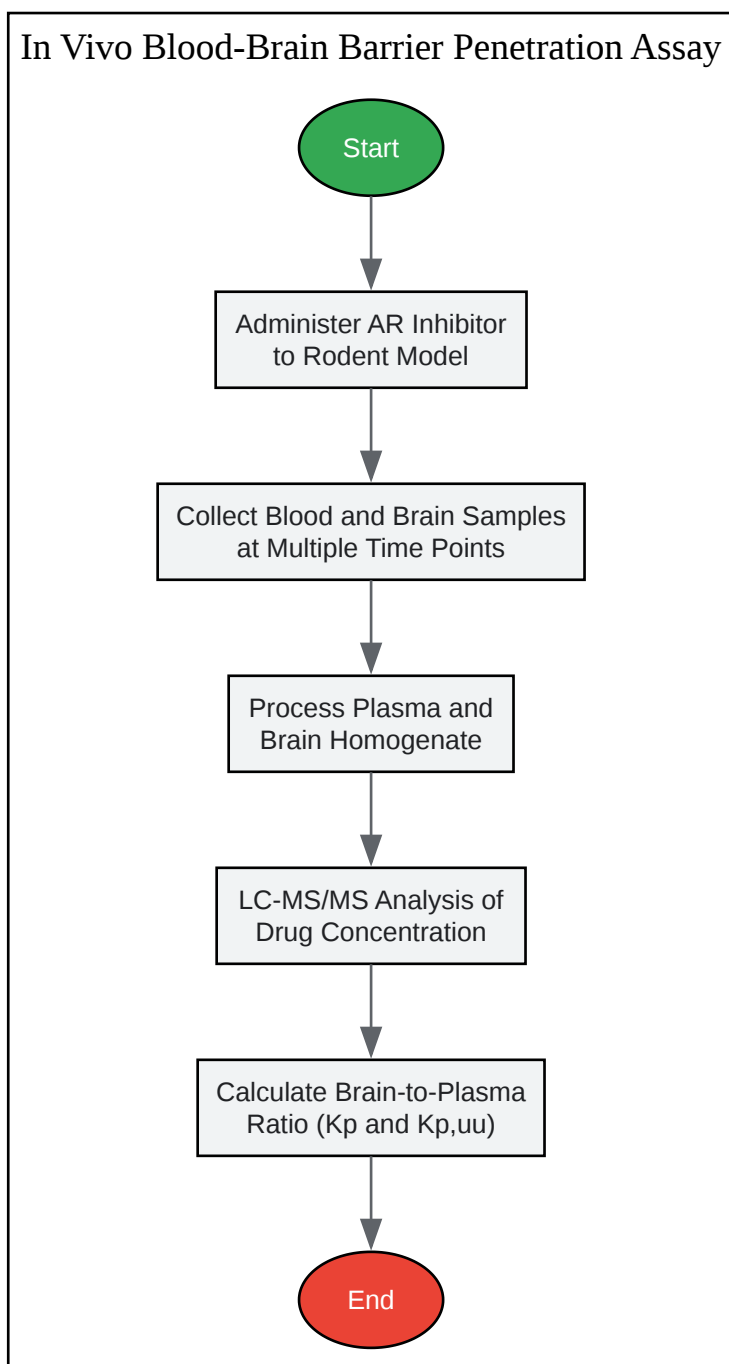 In Vivo Blood-Brain Barrier Penetration Assay
Start
Administer AR Inhibitor
to Rodent Model
Collect Blood and Brain Samples
at Multiple Time Points
Process Plasma and
Brain Homogenate
LC-MS/MS Analysis of
Drug Concentration
Calculate Brain-to-Plasma
Ratio (Kp and Kp,uu)
End